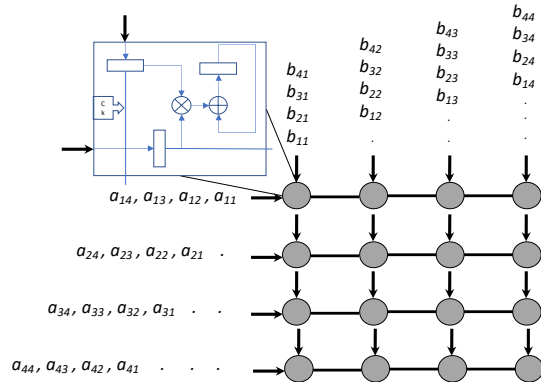 b44
b43 b34
b42 b33 b24
b41 b32 b23 b14
b31 b22 b13 .
b21 b12 . .
b11 . . .
C
k
a14, a13, a12, a11
a24, a23, a22, a21 .
a34, a33, a32, a31 . .
a44, a43, a42, a41 . . .